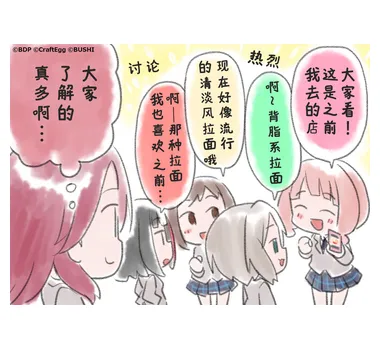 ©BDP ©CraftEgg ©BUSHI
大家看！
这是之前
我去的店
热烈
啊～背脂系拉面
现在好像流行
的清淡风拉面哦
讨论
啊—那种拉面
我也喜欢之前…
大家
了解的
真多啊…